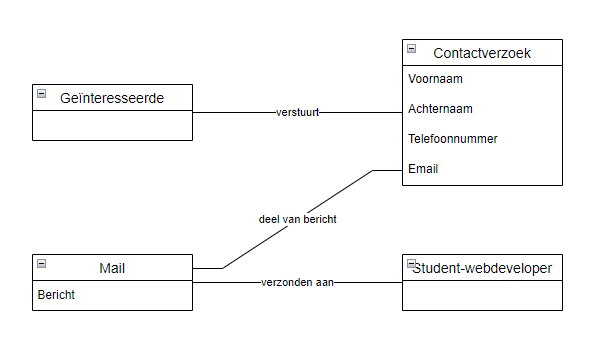 Contactverzoek
Voornaam
Geïnteresseerde
Achternaam
verstuurt
Telefoonnummer
Email
deel van bericht
Mail
Student-webdeveloper
verzonden aan
Bericht